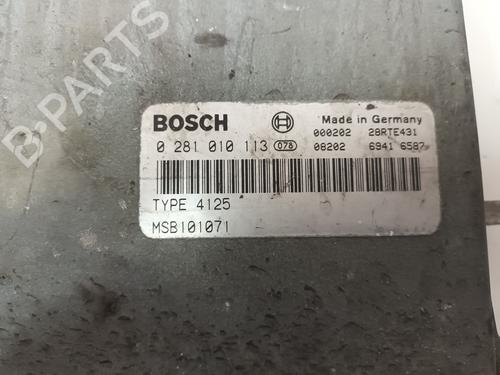 BOSCH
Made in Germany
000202 28RTE431
0 281 010 113 078 08202 6941 6587
TYPE 4125
MSB101071
B-PARTS